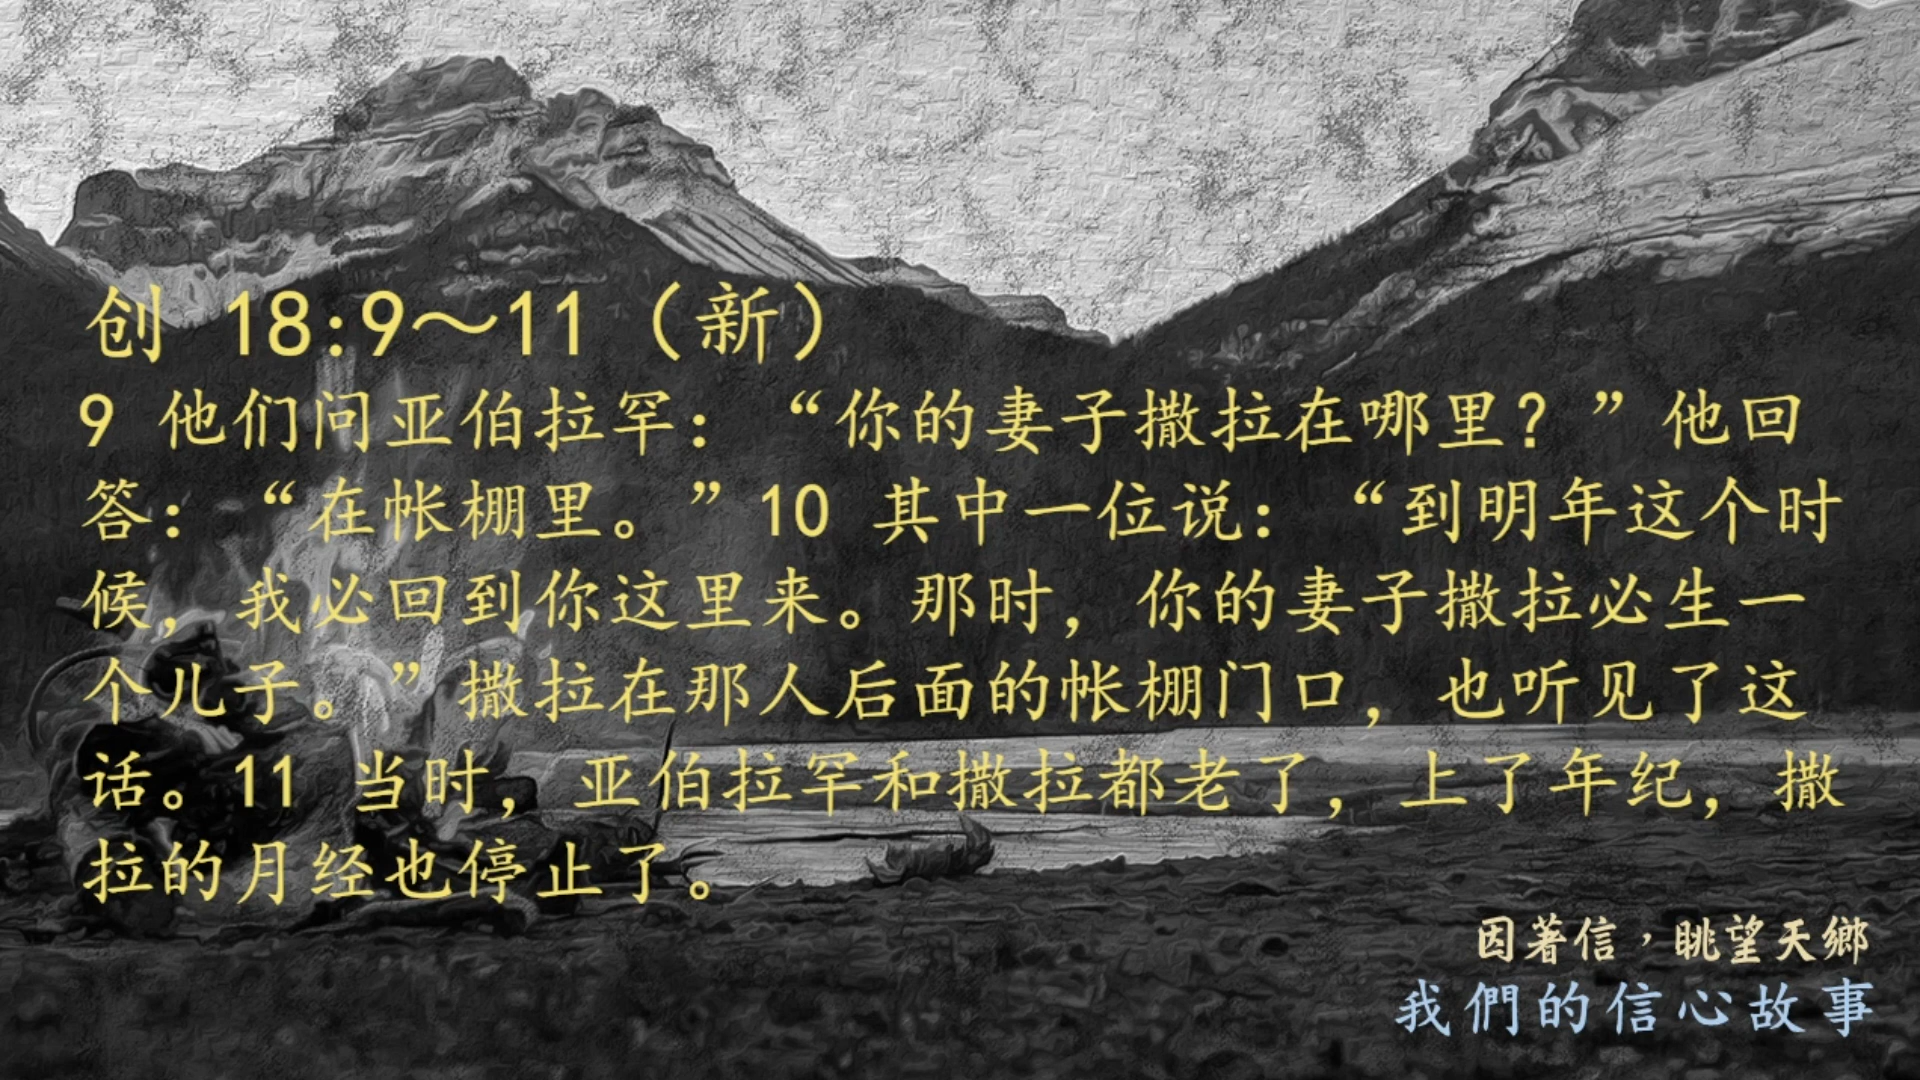 创 18:9～11（新）
9 他们问亚伯拉罕：“你的妻子撒拉在哪里？”他回
答：“在帐棚里。”10 其中一位说：“到明年这个时
候，我必回到你这里来。那时，你的妻子撒拉必生一
个儿子。”撒拉在那人后面的帐棚门口，也听见了这
话。11 当时，亚伯拉罕和撒拉都老了，上了年纪，撒
拉的月经也停止了。
因著信，眺望天鄉
我們的信心故事